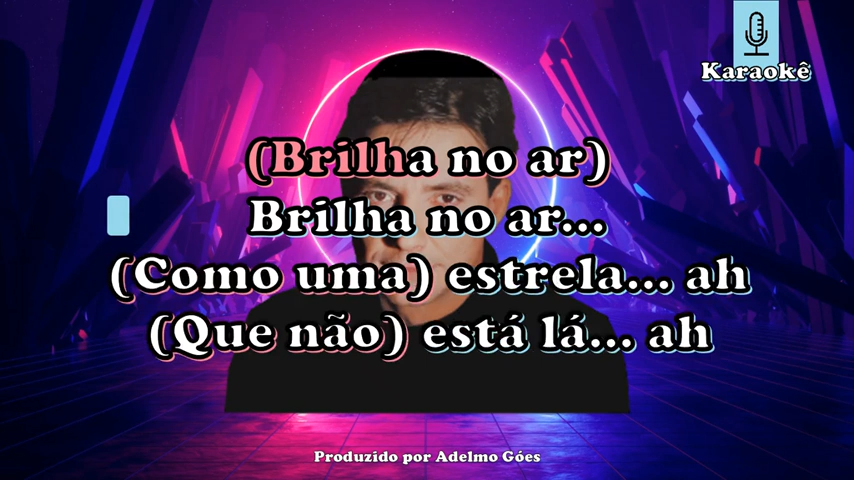 Karaokê
(Brilha no ar)
Brilha no ar...
(Como uma) estrela... ah
(Que não) está lá... ah
Produzido por Adelmo Góes